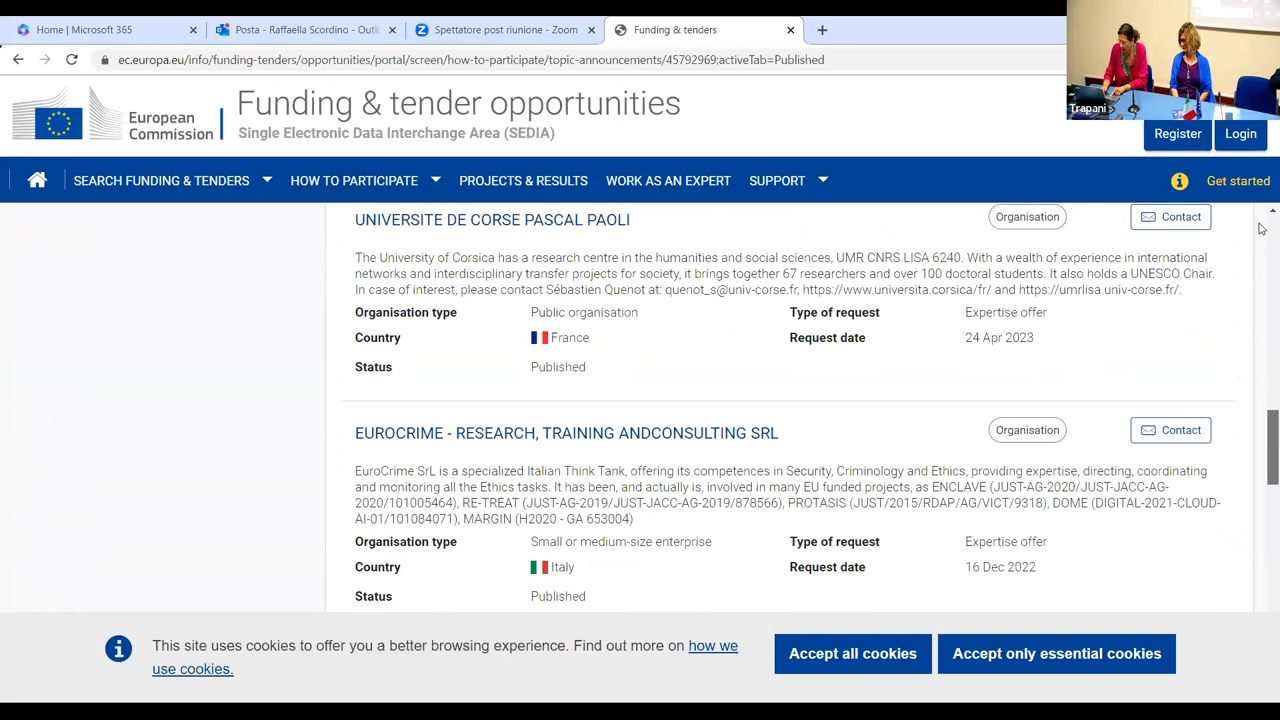 Home | Microsoft 365
Posta - Raffaella Scordino - Outl
Spettatore post riunione - Zoom
Funding & tenders
ec.europa.eu/info/funding-tenders/opportunities/portal/screen/how-to-participate/topic-announcements/45792969;activeTab=Published
Trapani
European
Commission
Funding & tender opportunities
Single Electronic Data Interchange Area (SEDIA)
Register
Login
SEARCH FUNDING & TENDERS
HOW TO PARTICIPATE
PROJECTS & RESULTS
WORK AS AN EXPERT
SUPPORT
Get started
UNIVERSITE DE CORSE PASCAL PAOLI
Organisation
Contact
The University of Corsica has a research centre in the humanities and social sciences, UMR CNRS LISA 6240. With a wealth of experience in international
networks and interdisciplinary transfer projects for society, it brings together 67 researchers and over 100 doctoral students. It also holds a UNESCO Chair.
In case of interest, please contact Sébastien Quenot at: quenot_s@univ-corse.fr, https://www.universita.corsica/fr/ and https://umrlisa.univ-corse.fr/.
Organisation type Public organisation Type of request Expertise offer
Country France Request date 24 Apr 2023
Status Published
EUROCRIME - RESEARCH, TRAINING ANDCONSULTING SRL
Organisation
Contact
EuroCrime SrL is a specialized Italian Think Tank, offering its competences in Security, Criminology and Ethics, providing expertise, directing, coordinating
and monitoring all the Ethics tasks. It has been, and actually is, involved in many EU funded projects, as ENCLAVE (JUST-AG-2020/JUST-JACC-AG-
2020/101005464), RE-TREAT (JUST-AG-2019/JUST-JACC-AG-2019/878566), PROTASIS (JUST/2015/RDAP/AG/VICT/9318), DOME (DIGITAL-2021-CLOUD-
AI-01/101084071), MARGIN (H2020 - GA 653004)
Organisation type Small or medium-size enterprise Type of request Expertise offer
Country Italy Request date 16 Dec 2022
Status Published
This site uses cookies to offer you a better browsing experience. Find out more on how we
use cookies.
Accept all cookies
Accept only essential cookies